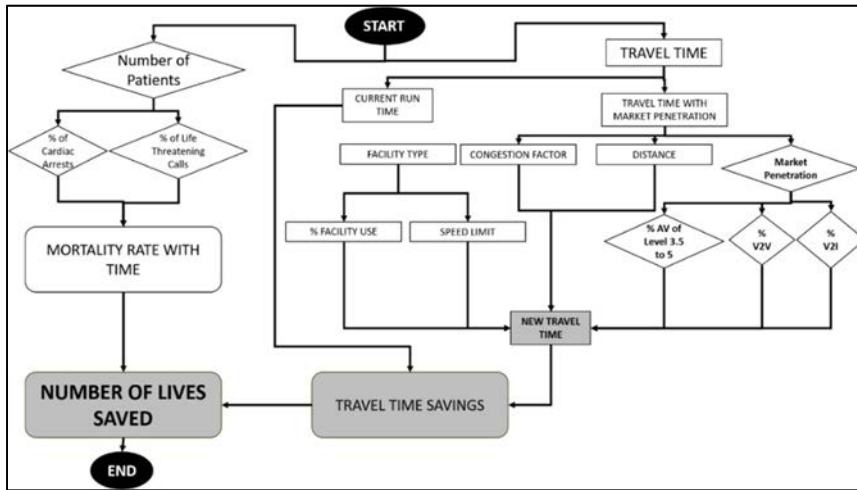 START
Number of
Patients
TRAVEL TIME
CURRENT RUN
TIME
TRAVEL TIME WITH
MARKET PENETRATION
% of
Cardiac
Arrests
% of Life
Threatening
Calls
FACILITY TYPE
CONGESTION FACTOR
DISTANCE
Market
Penetration
MORTALITY RATE WITH
TIME
% FACILITY USE
SPEED LIMIT
% AV of
Level 3.5
to 5
%
V2V
%
V2I
NEW TRAVEL
TIME
NUMBER OF LIVES
SAVED
TRAVEL TIME SAVINGS
END